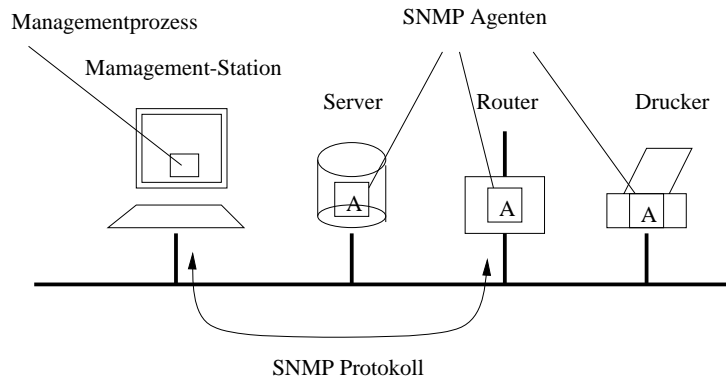 Managementprozess
SNMP Agenten
Mamagement-Station
Server
Router
Drucker
A
A
A
SNMP Protokoll